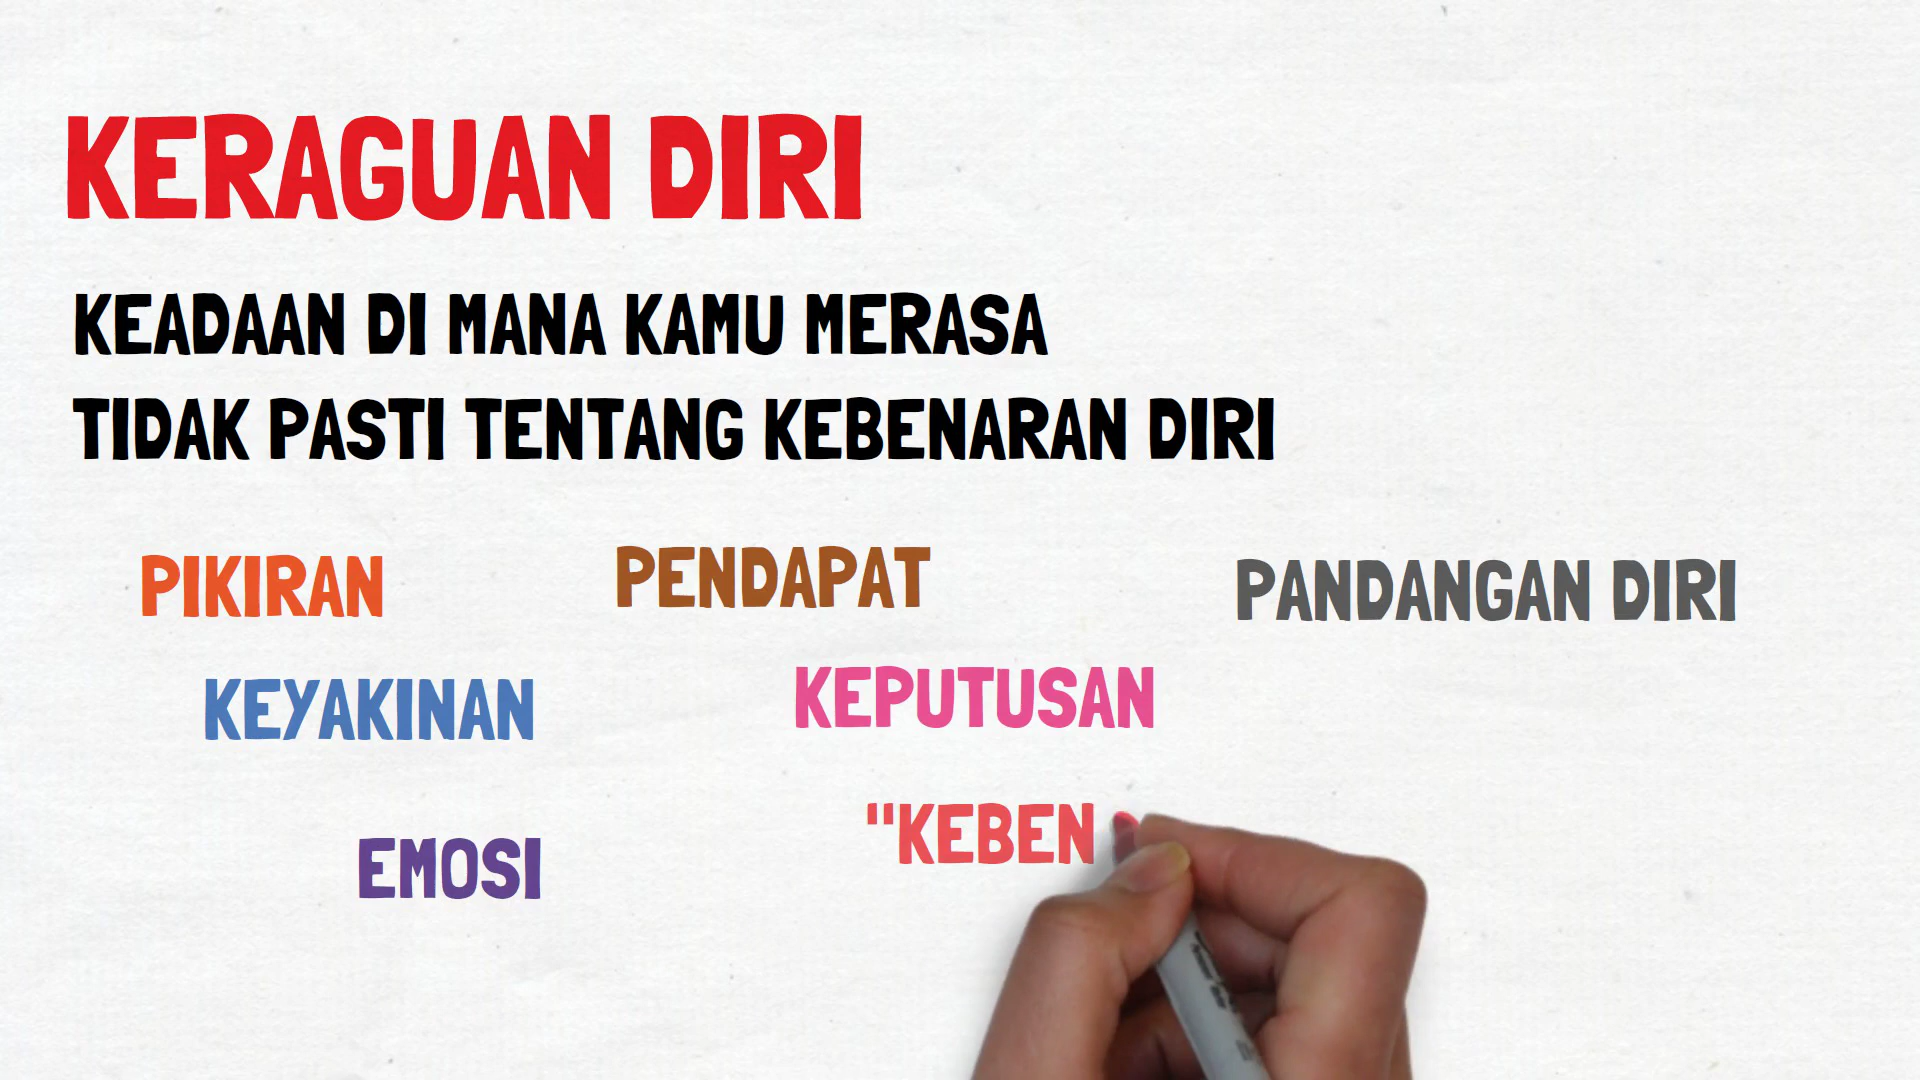 KERAGUAN DIRI
KEADAAN DI MANA KAMU MERASA
TIDAK PASTI TENTANG KEBENARAN DIRI
PIKIRAN
PENDAPAT
PANDANGAN DIRI
KEYAKINAN
KEPUTUSAN
EMOSI
"KEBEN